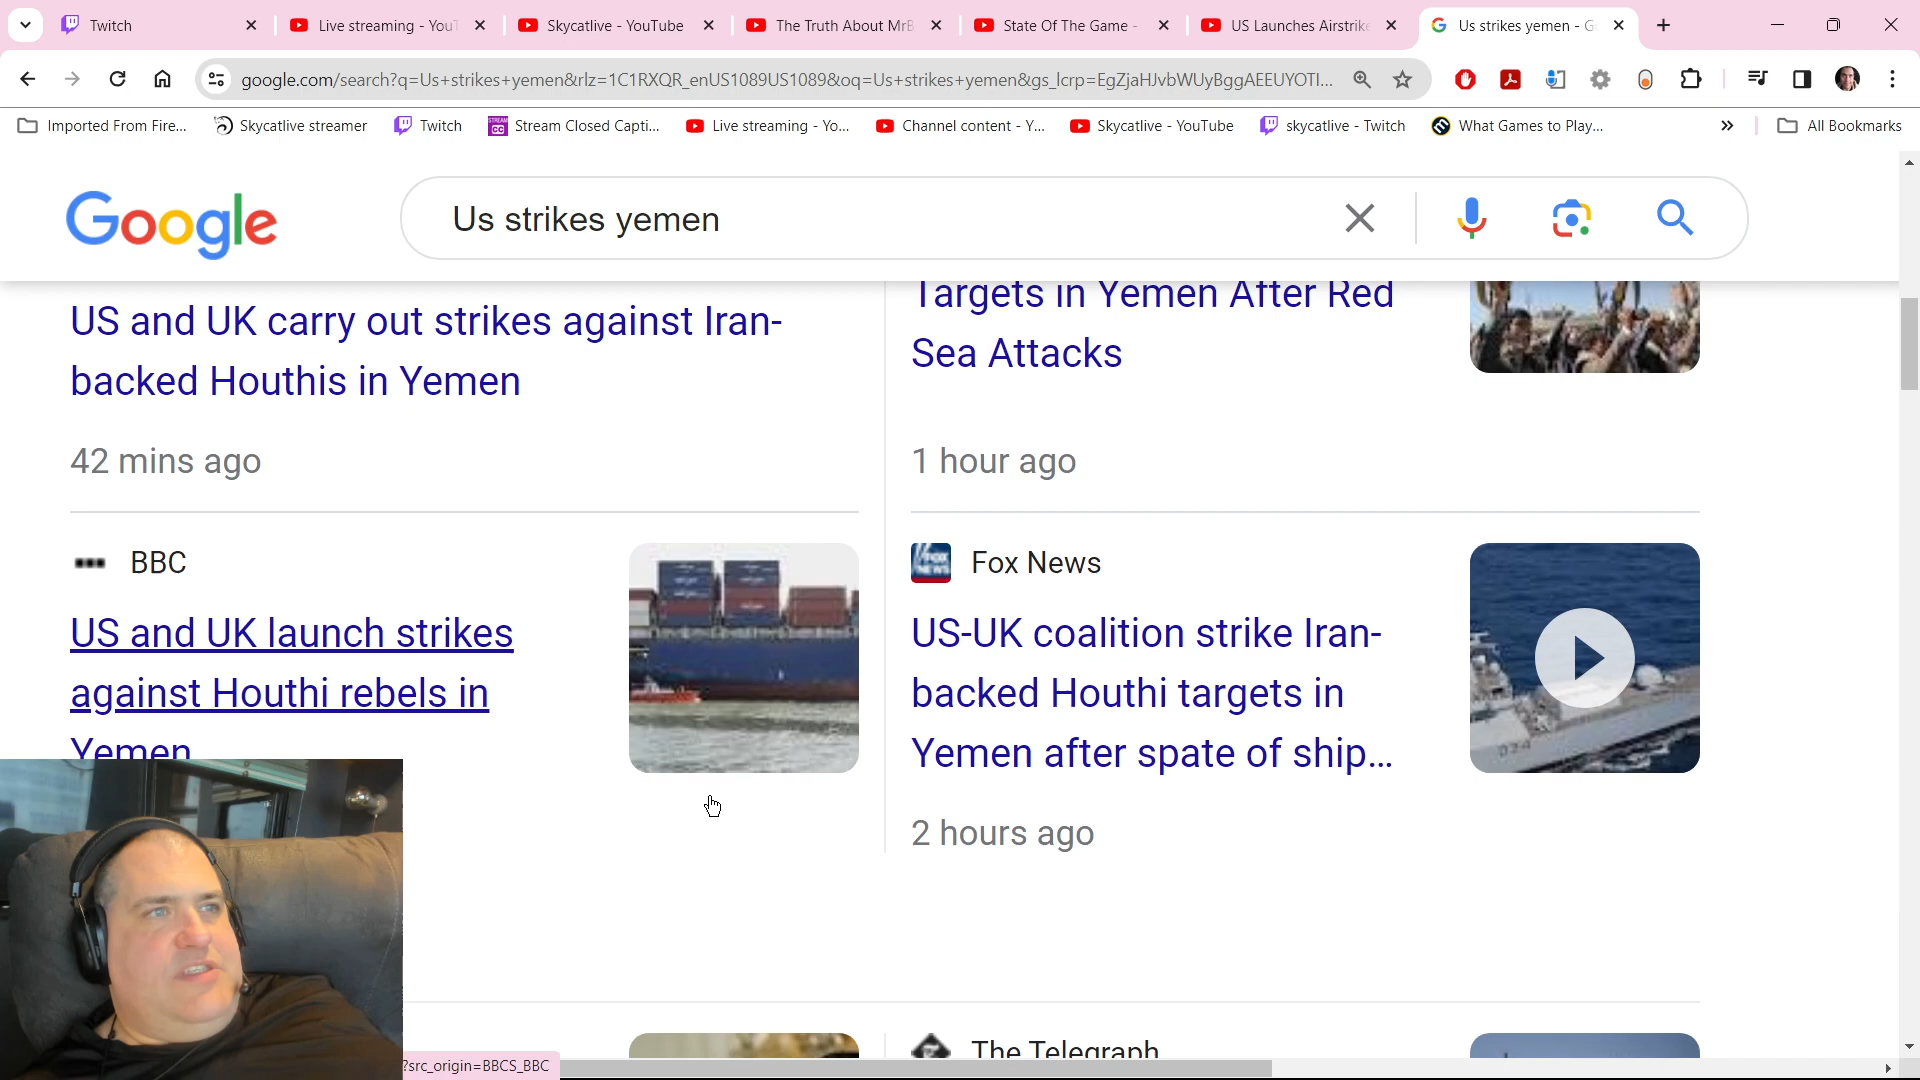 Twitch
Live streaming - YouT
Skycatlive - YouTube
The Truth About MrB
State Of The Game -
US Launches Airstrike
Us strikes yemen - G
google.com/search?q=Us+strikes+yemen&rlz=1C1RXQR_enUS1089US1089&oq=Us+strikes+yemen&gs_lcrp=EgZjaHJvbWUyBggAEEUYOTI...
Imported From Fire...
Skycatlive streamer
Twitch
Stream Closed Capti...
Live streaming - Yo...
Channel content - Y...
Skycatlive - YouTube
skycatlive - Twitch
What Games to Play...
All Bookmarks
Google
Us strikes yemen
US and UK carry out strikes against Iran-
backed Houthis in Yemen
42 mins ago
Targets in Yemen After Red
Sea Attacks
1 hour ago
BBC
US and UK launch strikes
against Houthi rebels in
Yemen
Fox News
US-UK coalition strike Iran-
backed Houthi targets in
Yemen after spate of ship...
2 hours ago
The Telegraph
?src_origin=BBCS_BBC